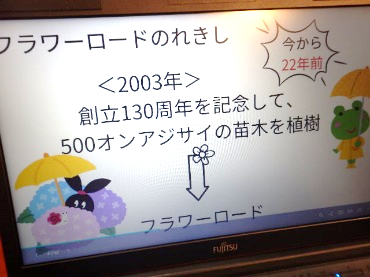 フラワーロードのれきし
今から
22年前
＜2003年＞
創立130周年を記念して、
500オンアジサイの苗木を植樹
フラワーロード
FUJITSU